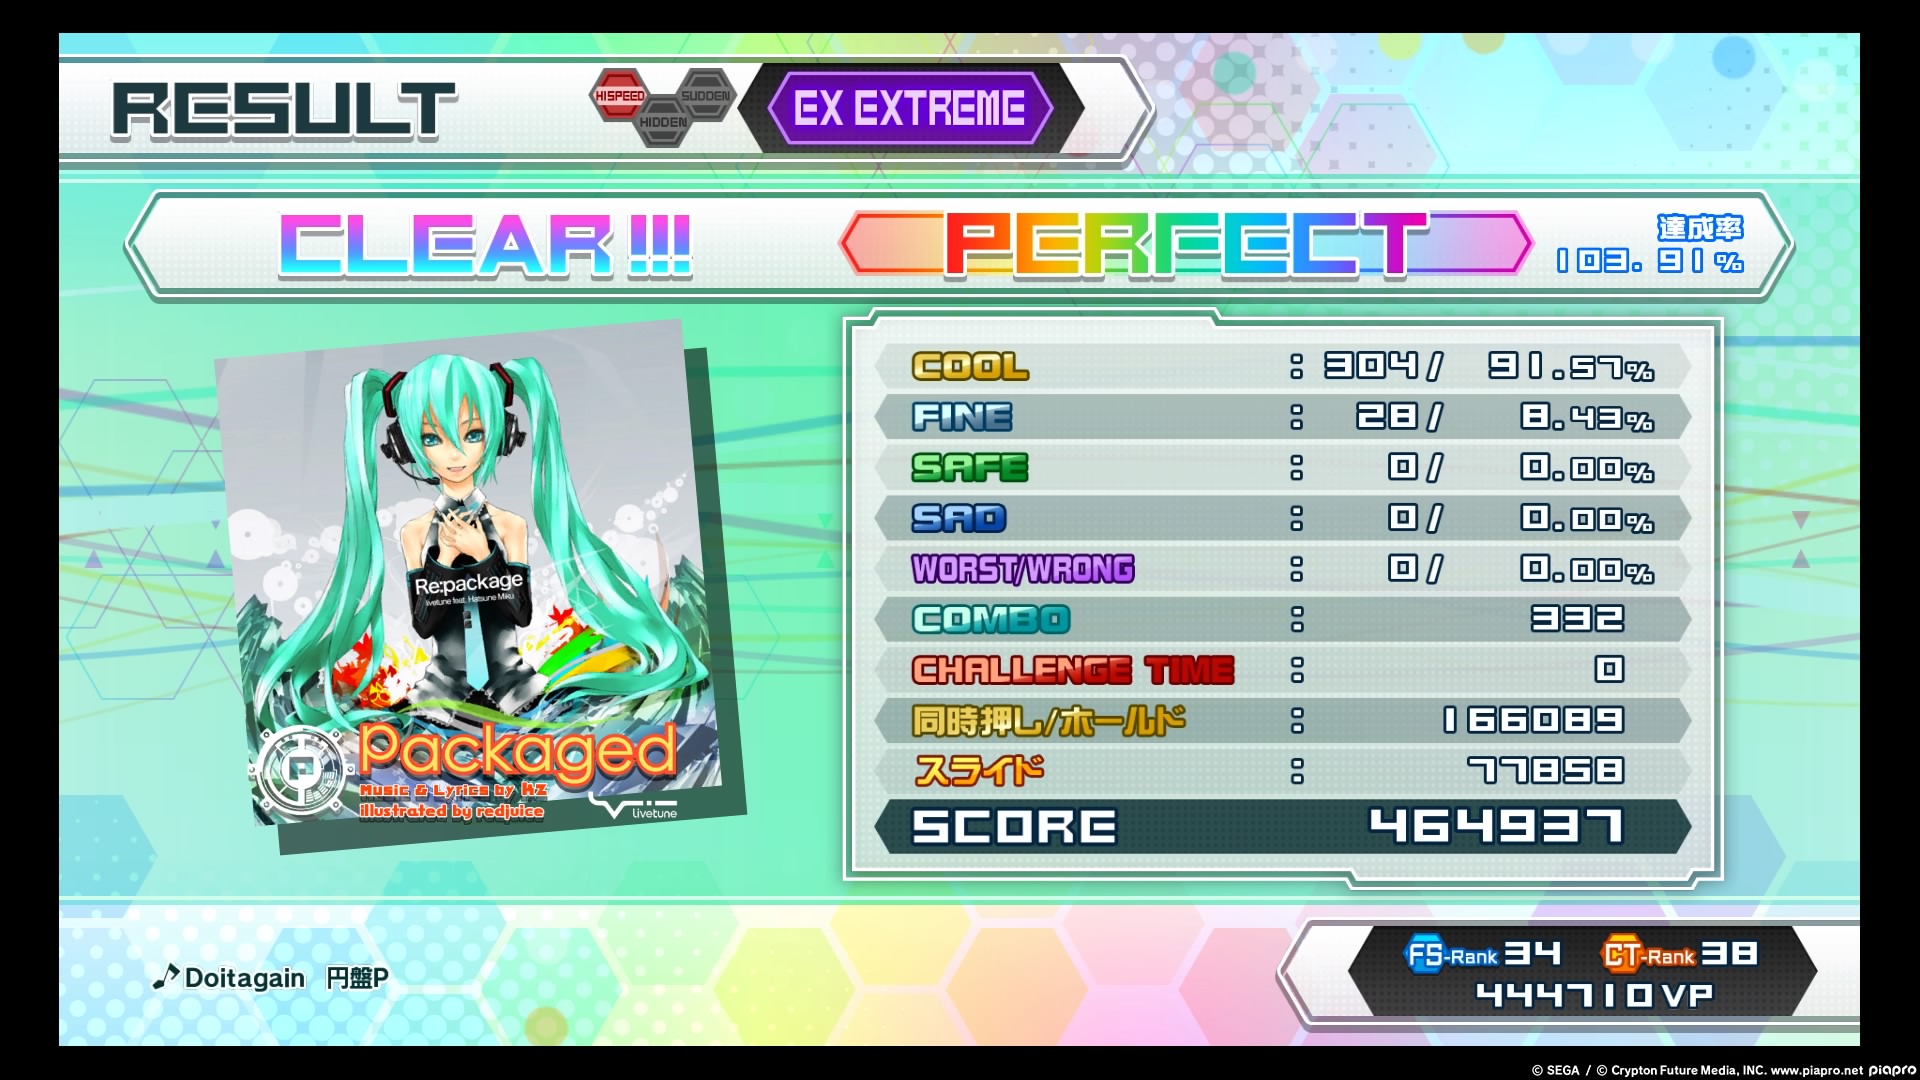 RESULT
HISPEED
HIDDEN
SUDDEN
EX EXTREME
CLEAR!!!
PERFECT
達成率
103.91%
COOL : 304/ 91.57%
FINE : 28/ 8.43%
SAFE : 0/ 0.00%
SAD : 0/ 0.00%
WORST/WRONG : 0/ 0.00%
COMBO : 332
CHALLENGE TIME : 0
同時押し/ホールド : 166089
スライド : 77858
SCORE 464937
Re:package
livetune feat. Hatsune Miku
P
Packaged
Music & Lyrics by kz
illustrated by redjuice
livetune
Doitagain 円盤P
FS-Rank 34 CT-Rank 38
444710VP
© SEGA / © Crypton Future Media, INC. www.piapro.net piapro